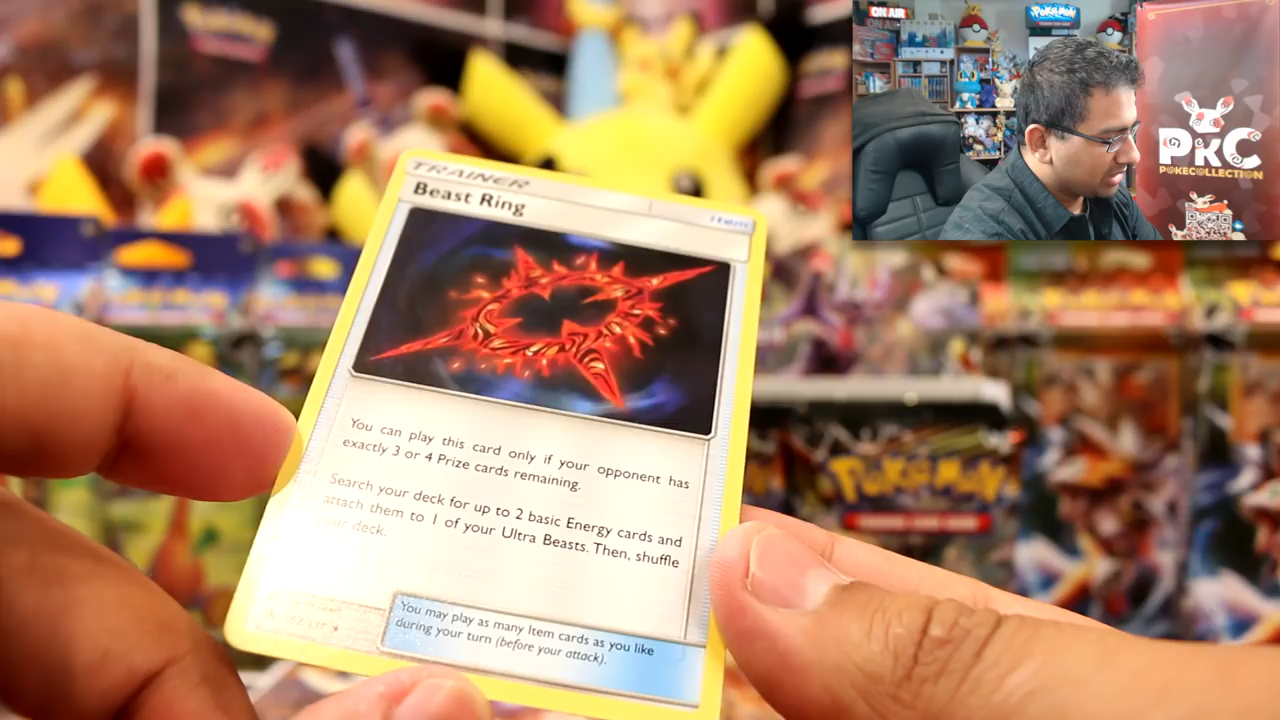 TRAINER
Beast Ring
Item
You can play this card only if your opponent has
exactly 3 or 4 Prize cards remaining.
Search your deck for up to 2 basic Energy cards and
attach them to 1 of your Ultra Beasts. Then, shuffle
your deck.
You may play as many Item cards as you like
during your turn (before your attack).
ON AIR
POKéMON
PKC
POKECOLLECTION
POKéMON